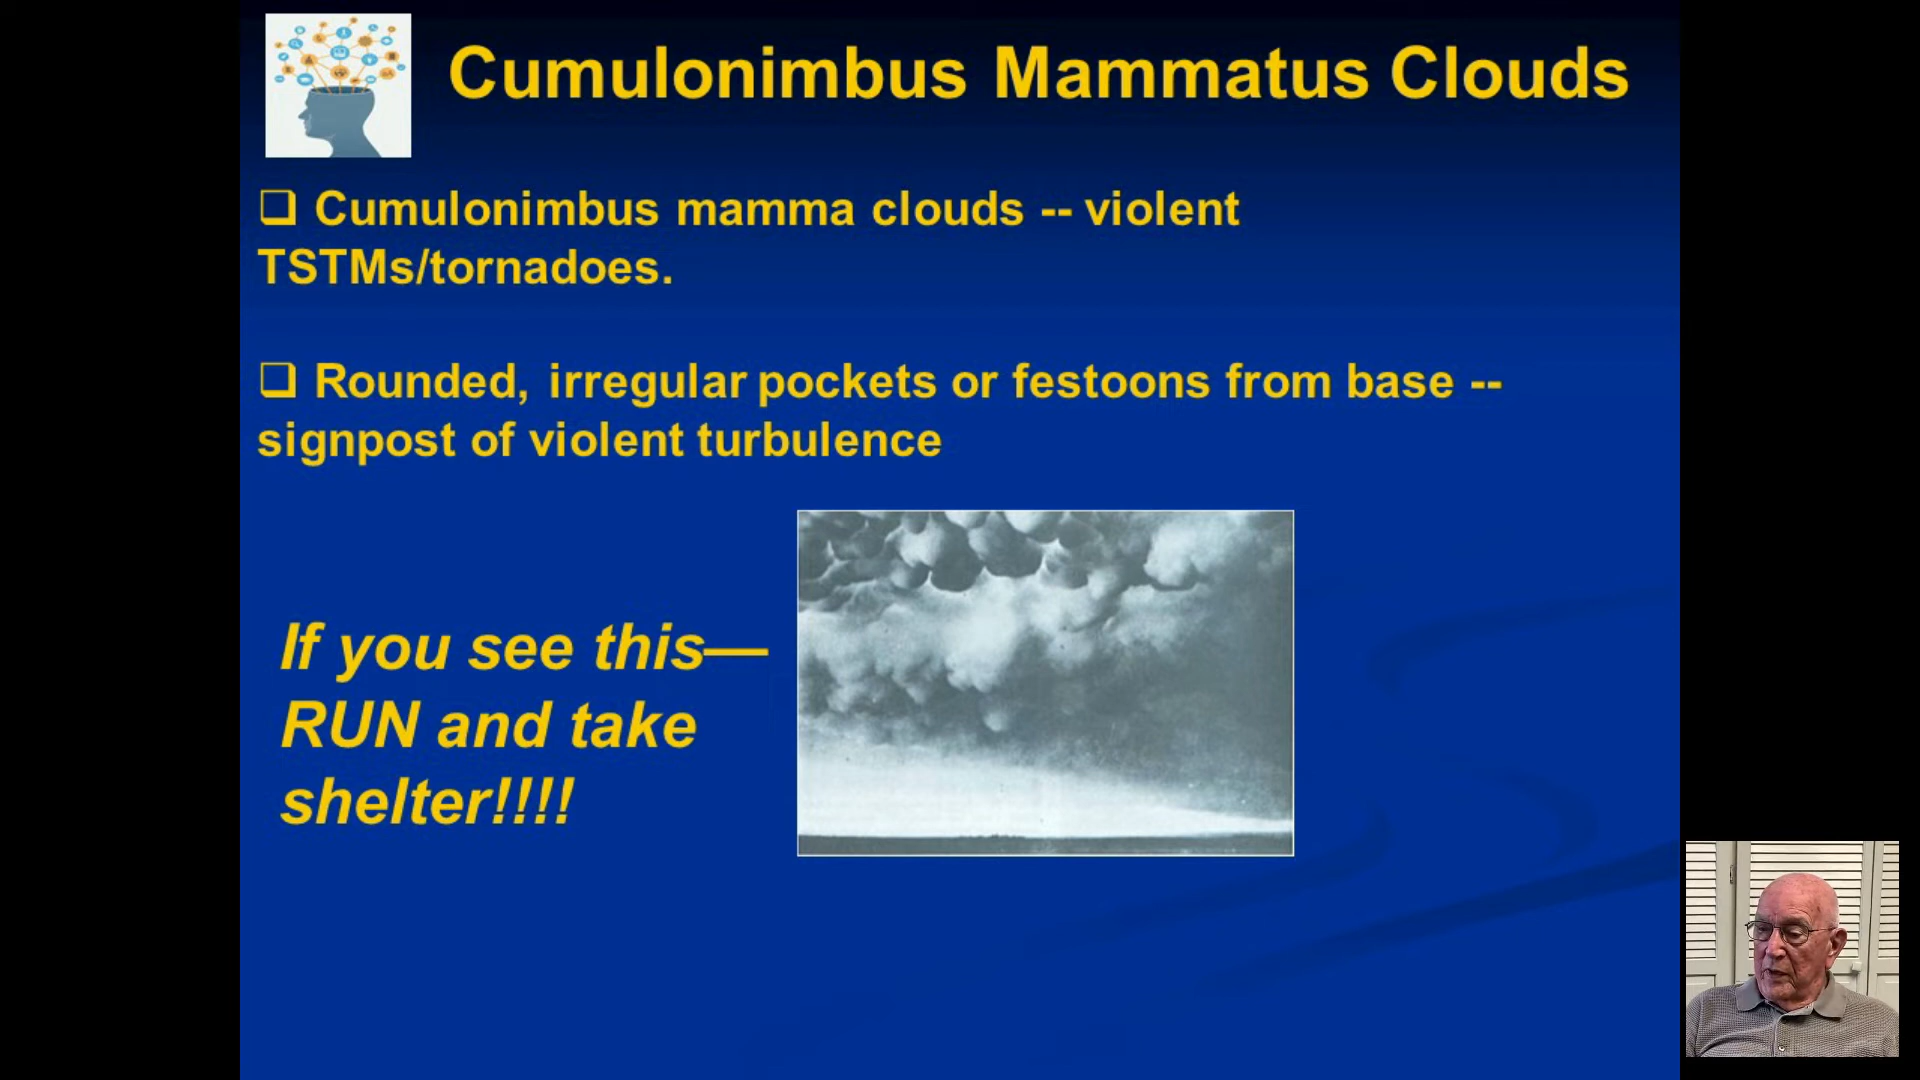 Cumulonimbus Mammatus Clouds
❑ Cumulonimbus mamma clouds -- violent
TSTMs/tornadoes.
❑ Rounded, irregular pockets or festoons from base --
signpost of violent turbulence
If you see this—
RUN and take
shelter!!!!